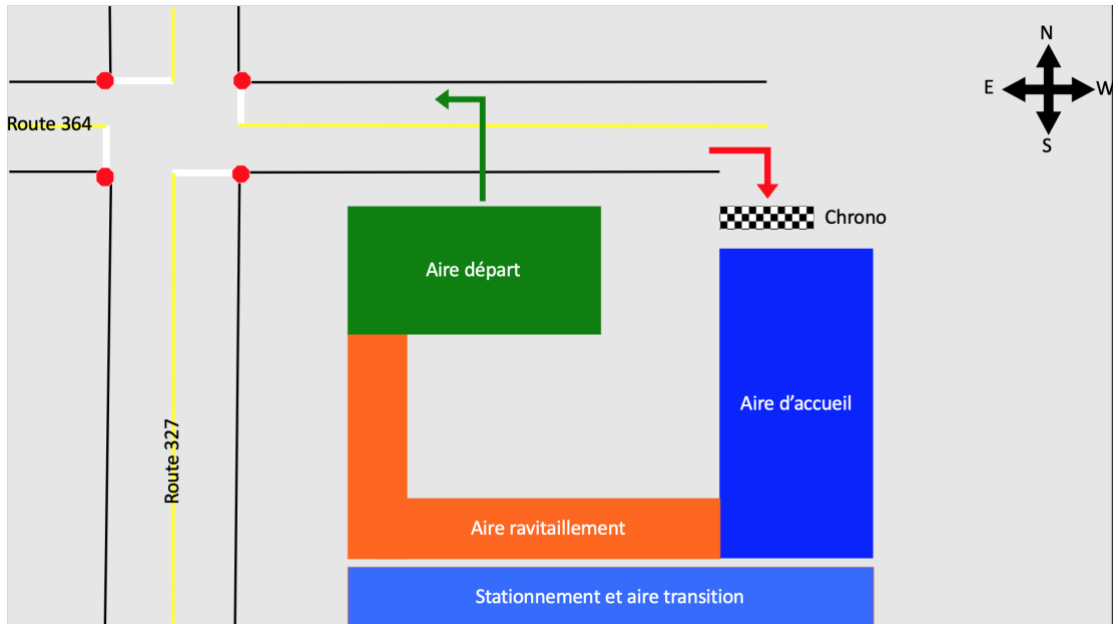 N
E
W
S
Route 364
Chrono
Aire départ
Aire d'accueil
Route 327
Aire ravitaillement
Stationnement et aire transition